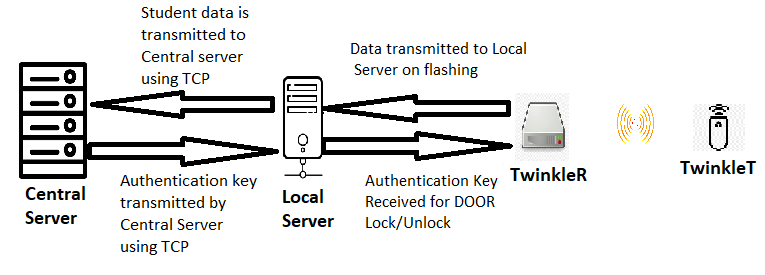 Student data is
transmitted to
Central server
using TCP
Data transmitted to Local
Server on flashing
Central
Server
Authentication key
transmitted by
Central Server
using TCP
Local
Server
Authentication Key
Received for DOOR
Lock/Unlock
TwinkleR
TwinkleT